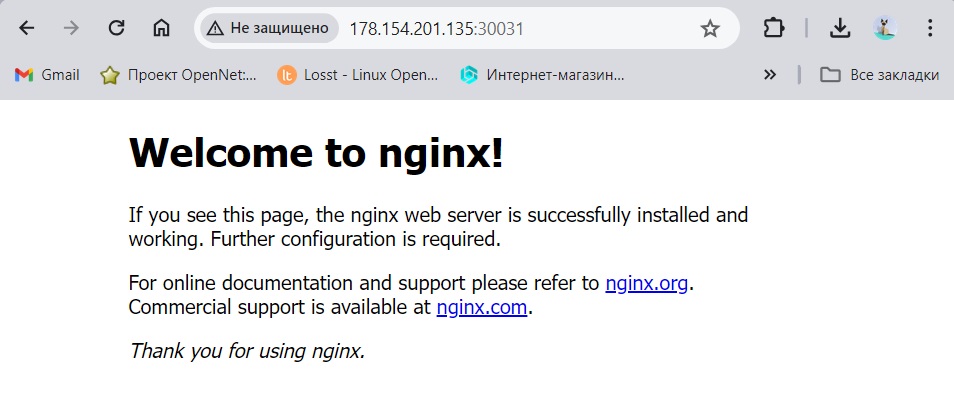 Не защищено 178.154.201.135:30031
Gmail Проект OpenNet:... Losst - Linux Open... Интернет-магазин... Все закладки
Welcome to nginx!
If you see this page, the nginx web server is successfully installed and
working. Further configuration is required.
For online documentation and support please refer to nginx.org.
Commercial support is available at nginx.com.
Thank you for using nginx.